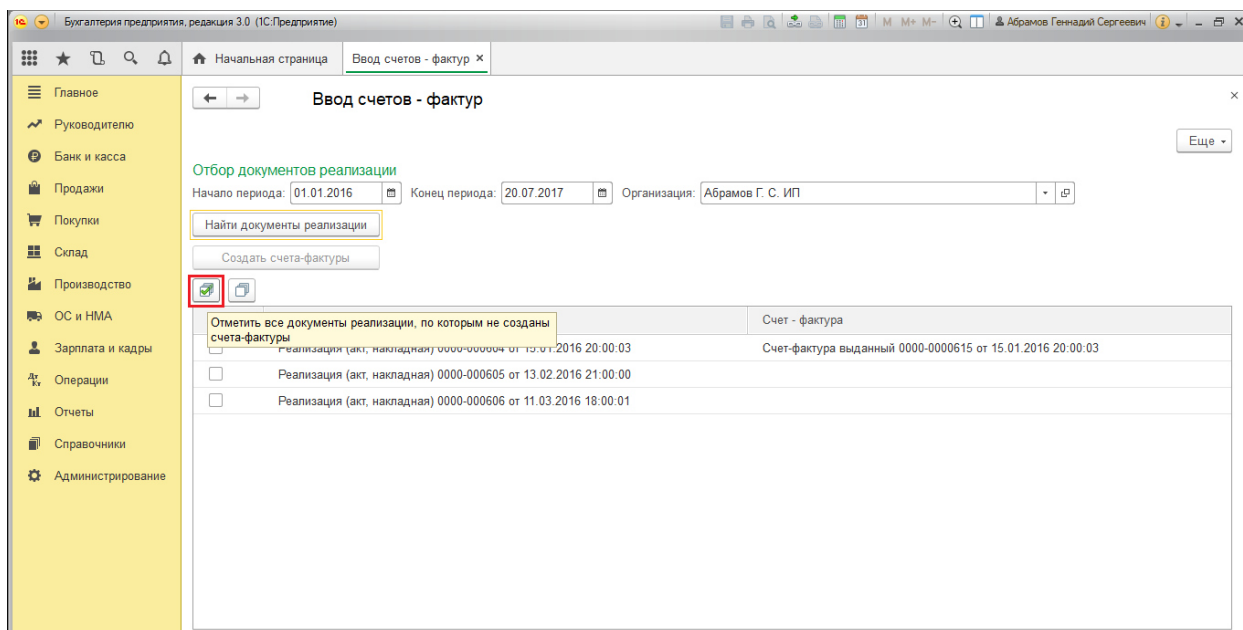 1С Бухгалтерия предприятия, редакция 3.0 (1С:Предприятие) 31 M M+ M- Абрамов Геннадий Сергеевич
Начальная страница Ввод счетов - фактур ×
Главное
Ввод счетов - фактур
Руководителю
Еще
Банк и касса
Отбор документов реализации
Продажи
Начало периода: 01.01.2016 Конец периода: 20.07.2017 Организация: Абрамов Г. С. ИП
Покупки
Найти документы реализации
Склад
Создать счета-фактуры
Производство
ОС и НМА
Счет - фактура
Отметить все документы реализации, по которым не созданы
счета-фактуры
Зарплата и кадры
Реализация (акт, накладная) 0000-000604 от 15.01.2016 20:00:03 Счет-фактура выданный 0000-0000615 от 15.01.2016 20:00:03
Дт Кт Операции
Реализация (акт, накладная) 0000-000605 от 13.02.2016 21:00:00
Реализация (акт, накладная) 0000-000606 от 11.03.2016 18:00:01
Отчеты
Справочники
Администрирование